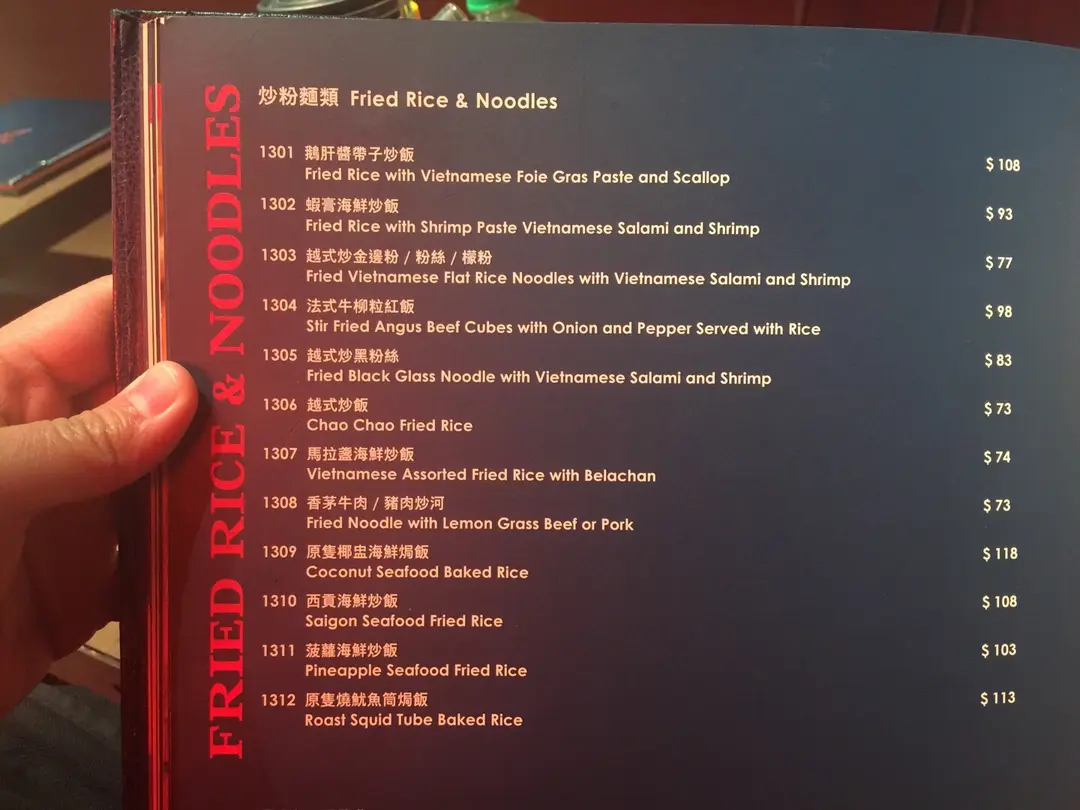 FRIED RICE & NOODLES
炒粉麵類 Fried Rice & Noodles
1301 鵝肝醬帶子炒飯
Fried Rice with Vietnamese Foie Gras Paste and Scallop
$ 108
1302 蝦膏海鮮炒飯
Fried Rice with Shrimp Paste Vietnamese Salami and Shrimp
$ 93
1303 越式炒金邊粉 / 粉絲 / 檬粉
Fried Vietnamese Flat Rice Noodles with Vietnamese Salami and Shrimp
$ 77
1304 法式牛柳粒紅飯
Stir Fried Angus Beef Cubes with Onion and Pepper Served with Rice
$ 98
1305 越式炒黑粉絲
Fried Black Glass Noodle with Vietnamese Salami and Shrimp
$ 83
1306 越式炒飯
Chao Chao Fried Rice
$ 73
1307 馬拉盞海鮮炒飯
Vietnamese Assorted Fried Rice with Belachan
$ 74
1308 香茅牛肉 / 豬肉炒河
Fried Noodle with Lemon Grass Beef or Pork
$ 73
1309 原隻椰盅海鮮焗飯
Coconut Seafood Baked Rice
$ 118
1310 西貢海鮮炒飯
Saigon Seafood Fried Rice
$ 108
1311 菠蘿海鮮炒飯
Pineapple Seafood Fried Rice
$ 103
1312 原隻燒魷魚筒焗飯
Roast Squid Tube Baked Rice
$ 113